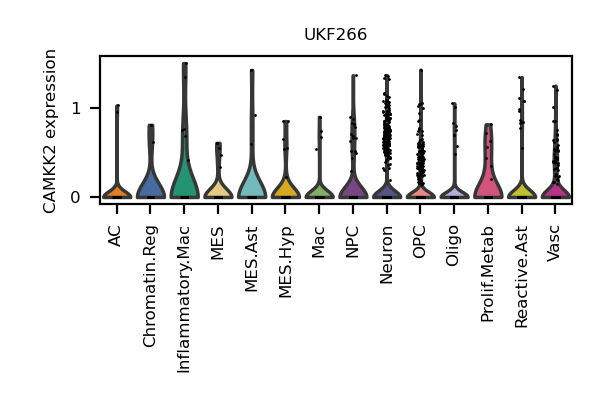 UKF266
CAMKK2 expression
1
0
AC
Chromatin.Reg
Inflammatory.Mac
MES
MES.Ast
MES.Hyp
Mac
NPC
Neuron
OPC
Oligo
Prolif.Metab
Reactive.Ast
Vasc